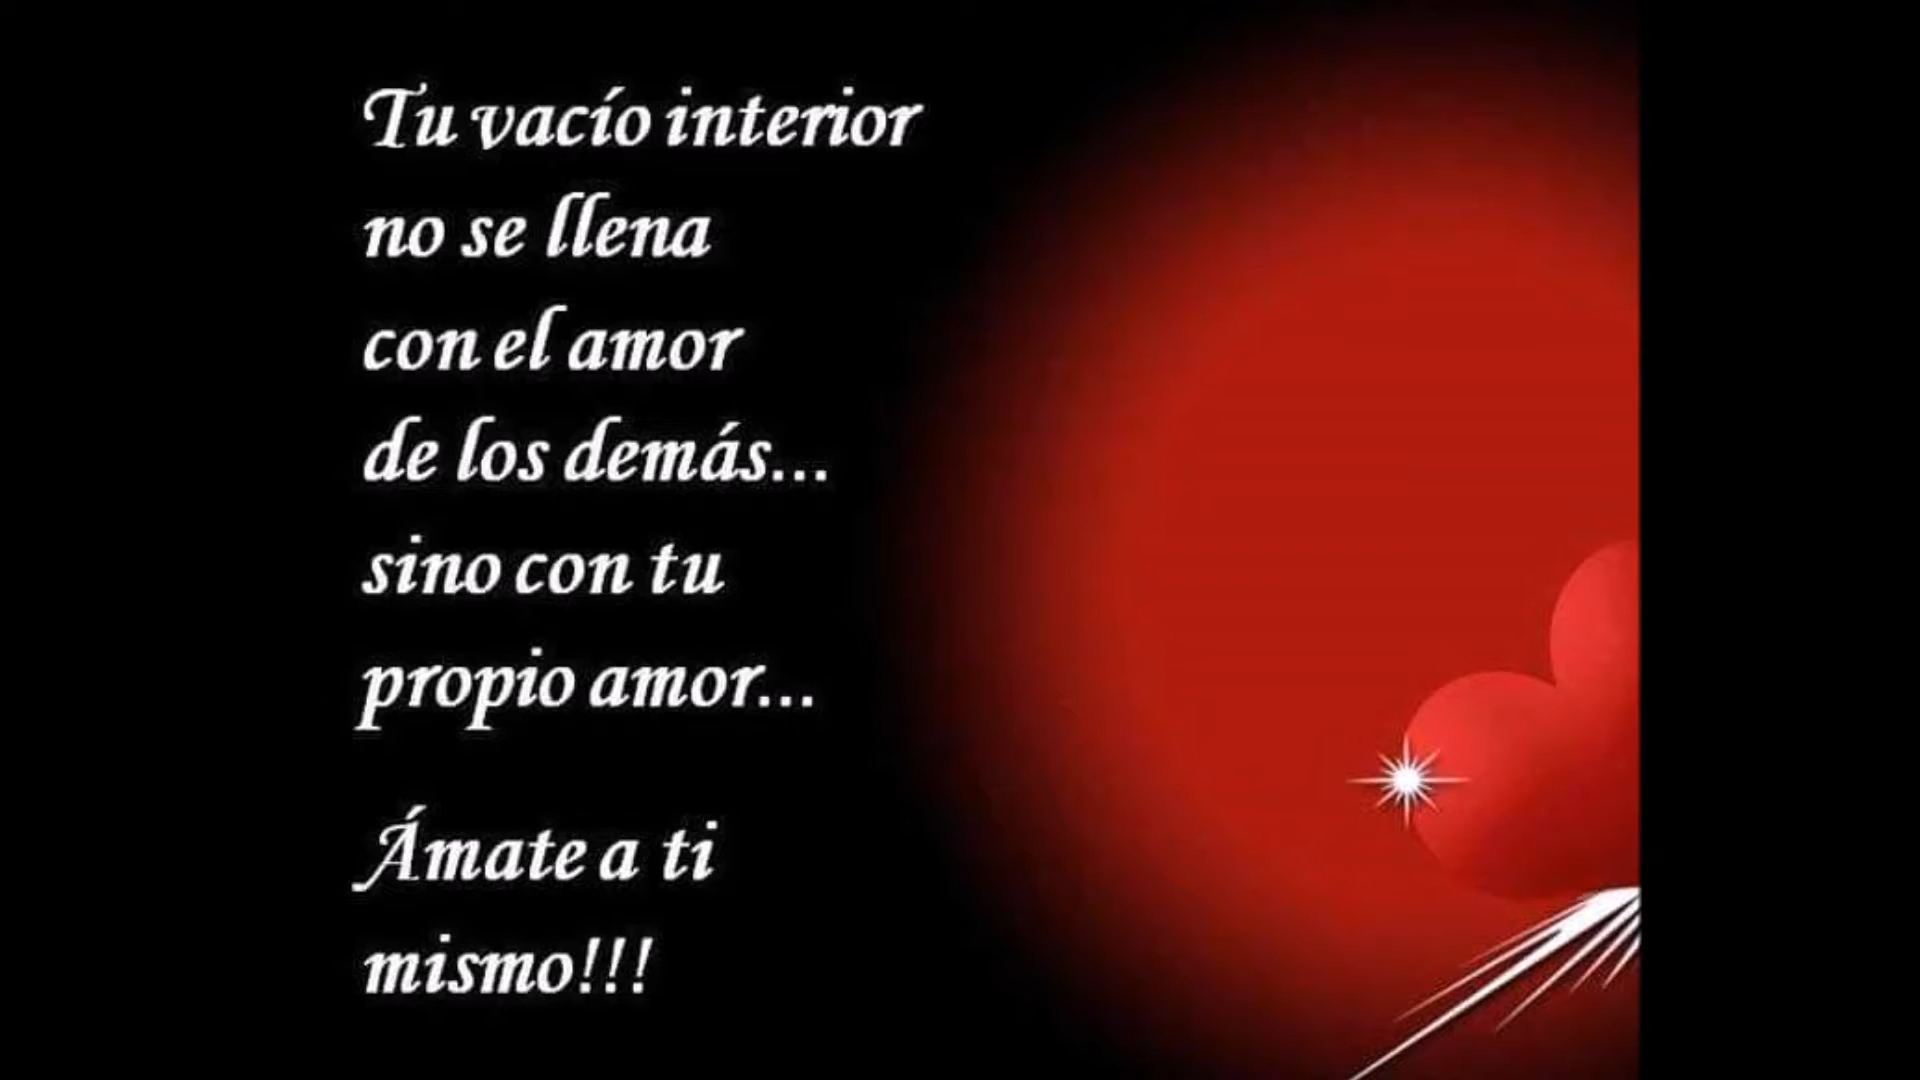 Tu vacío interior
no se llena
con el amor
de los demás...
sino con tu
propio amor...
Ámate a ti
mismo!!!